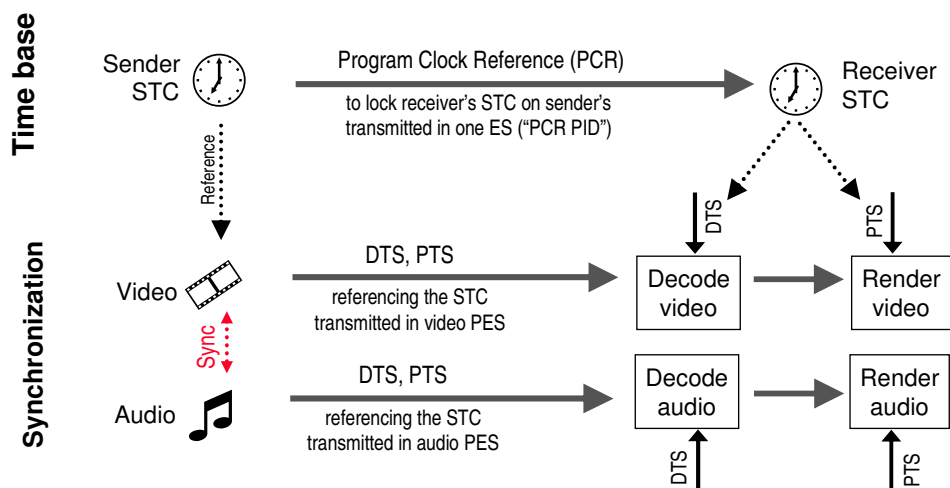 Time base
Sender
STC
Program Clock Reference (PCR)
to lock receiver’s STC on sender’s
transmitted in one ES (“PCR PID”)
Receiver
STC
Reference
DTS
PTS
Synchronization
Video
DTS, PTS
referencing the STC
transmitted in video PES
Decode
video
Render
video
Sync
Audio
DTS, PTS
referencing the STC
transmitted in audio PES
Decode
audio
Render
audio
DTS
PTS